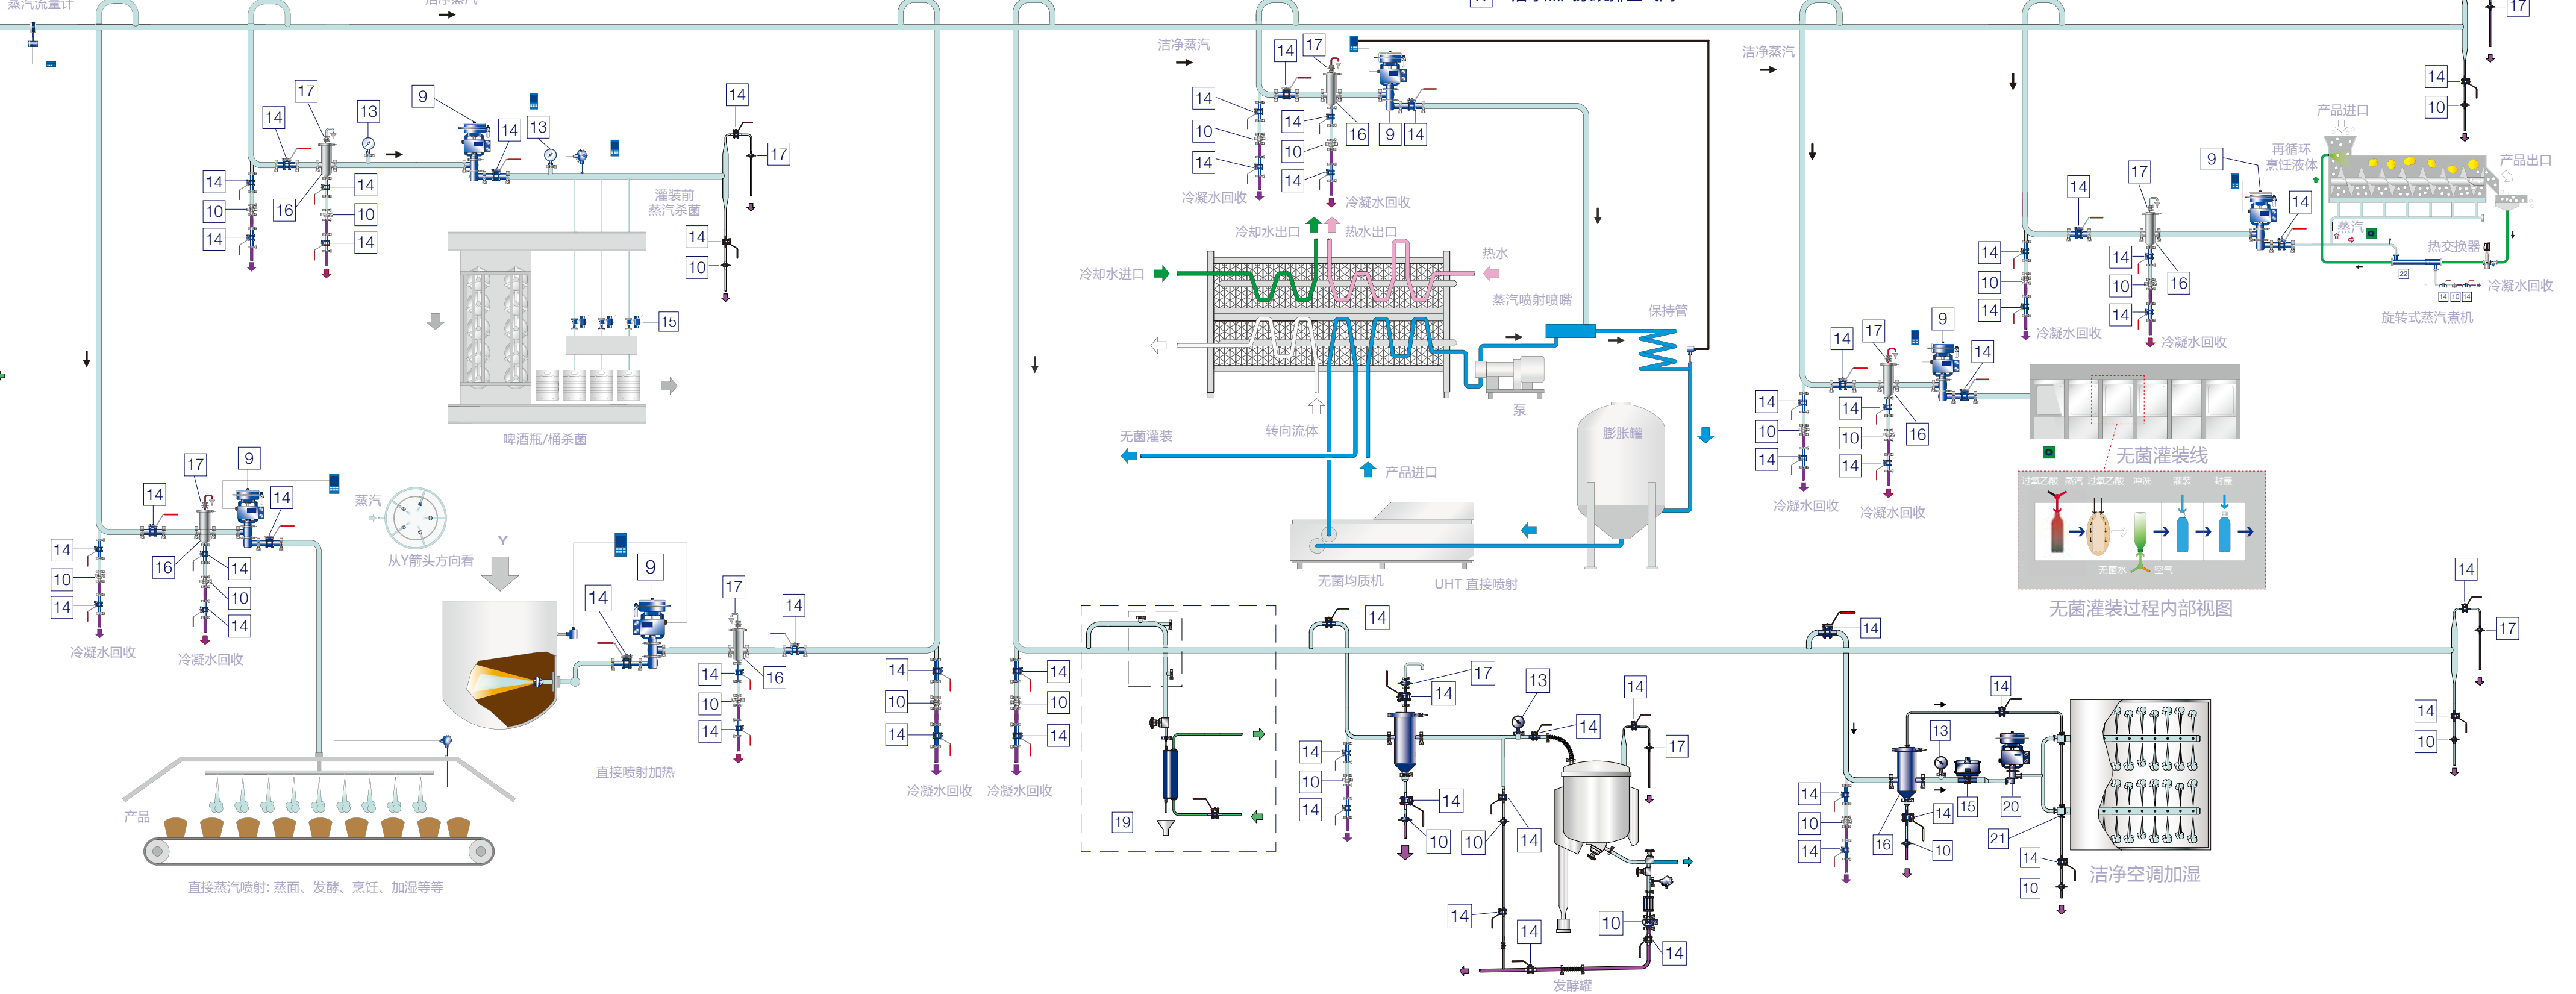 蒸汽流量计
洁净蒸汽
17
14
10
17
14
13
9
14
13
14
17
14
10
14
16
14
10
14
灌装前
蒸汽杀菌
14
10
15
啤酒瓶/桶杀菌
洁净蒸汽
14
17
14
10
14
14
10
14
16
9
14
冷凝水回收
冷凝水回收
冷却水出口
热水出口
冷却水进口
热水
蒸汽喷射喷嘴
保持管
泵
转向流体
无菌灌装
产品进口
膨胀罐
无菌均质机
UHT 直接喷射
洁净蒸汽
14
17
9
14
14
10
14
14
10
14
16
冷凝水回收
冷凝水回收
产品进口
再循环
烹饪液体
产品出口
蒸汽
热交换器
22
14
10
14
冷凝水回收
旋转式蒸汽煮机
14
17
9
14
14
10
14
14
10
14
16
冷凝水回收
冷凝水回收
无菌灌装线
过氧乙酸
蒸汽
过氧乙酸
冲洗
灌装
封盖
无菌水
空气
无菌灌装过程内部视图
14
17
9
14
14
10
14
16
14
10
14
冷凝水回收
冷凝水回收
蒸汽
从Y箭头方向看
Y
14
9
17
14
14
10
14
16
14
10
14
直接喷射加热
冷凝水回收
产品
直接蒸汽喷射: 蒸面、发酵、烹饪、加湿等等
14
10
14
冷凝水回收
19
14
17
14
13
14
14
17
14
10
14
14
10
10
14
14
14
10
14
发酵罐
14
14
13
14
10
14
16
14
10
15
20
21
14
10
洁净空调加湿
14
17
14
10